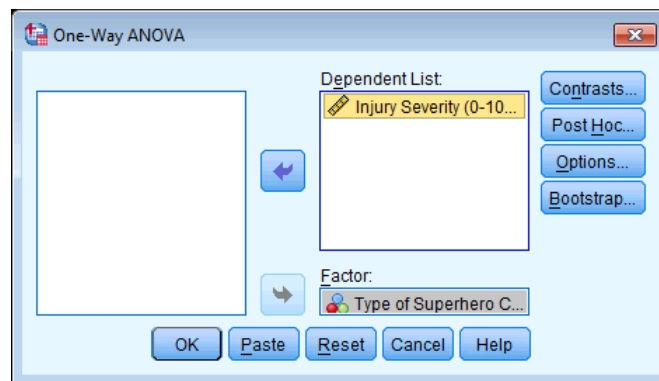 One-Way ANOVA
Dependent List:
Injury Severity (0-10...
Contrasts...
Post Hoc...
Options...
Bootstrap...
Factor:
Type of Superhero C...
OK
Paste
Reset
Cancel
Help